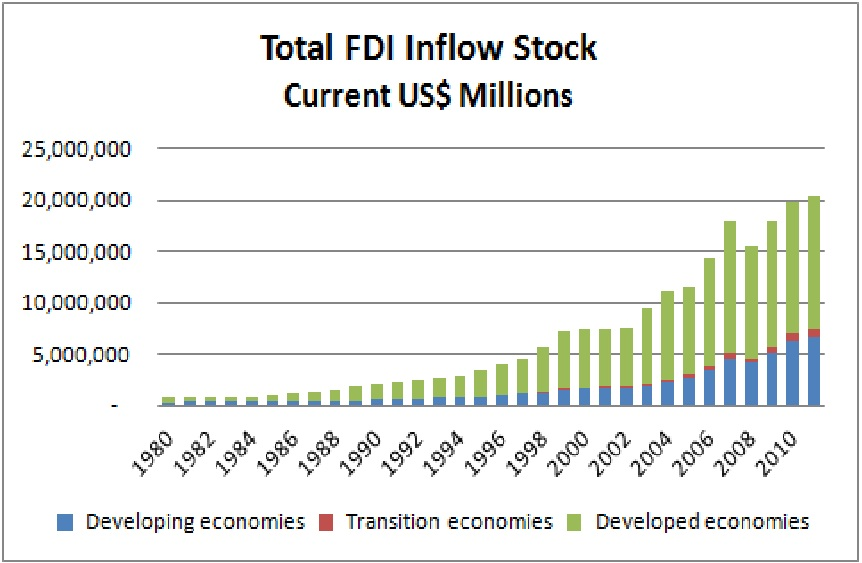 Total FDI Inflow Stock
Current US$ Millions
25,000,000
20,000,000
15,000,000
10,000,000
5,000,000
-
1980 1982 1984 1986 1988 1990 1992 1994 1996 1998 2000 2002 2004 2006 2008 2010
Developing economies Transition economies Developed economies